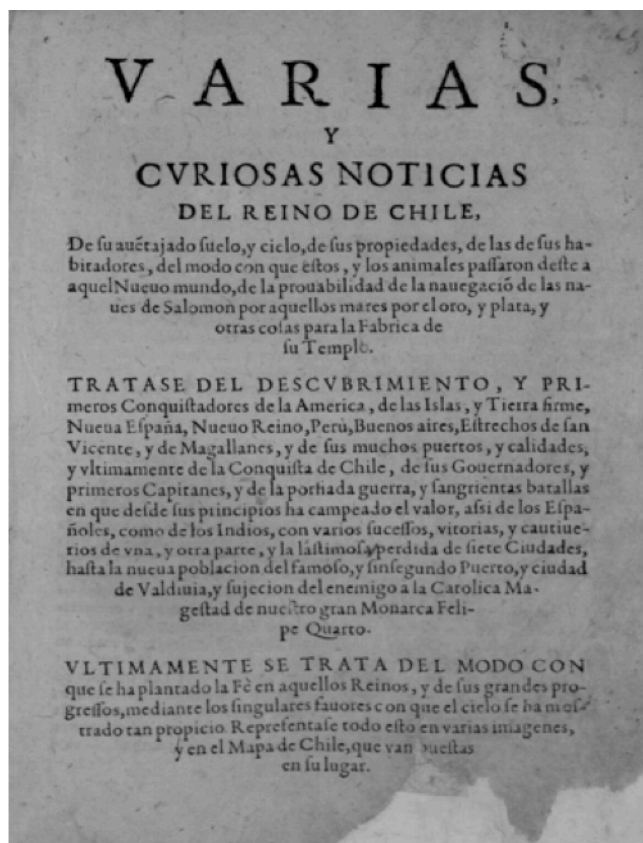 VARIAS,
Y
CVRIOSAS NOTICIAS
DEL REINO DE CHILE,
De ſu auẽtajado ſuelo, y cielo, de ſus propiedades, de las de ſus ha-
bitadores, del modo con que eſtos, y los animales paſſaron deſte a
aquel Nueuo mundo, de la prouabilidad de la nauegaciõ de las na-
ues de Salomon por aquellos mares por el oro, y plata, y
otras coſas para la Fabrica de
ſu Templo.
TRATASE DEL DESCVBRIMIENTO, Y PRI-
meros Conquiſtadores de la America, de las Islas, y Tierra firme,
Nueua Eſpaña, Nueuo Reino, Perù, Buenos aires, Eſtrechos de ſan
Vicente, y de Magallanes, y de ſus muchos puertos, y calidades,
y vltimamente de la Conquiſta de Chile, de ſus Gouernadores, y
primeros Capitanes, y de la porfiada guerra, y ſangrientas batallas
en que deſde ſus principios ha campeado el valor, aſsi de los Eſpa-
ñoles, como de los Indios, con varios ſuceſſos, vitorias, y cautiue-
rios de vna, y otra parte, y la laſtimoſa perdida de ſiete Ciudades,
haſta la nueua poblacion del famoſo, y ſinſegundo Puerto, y ciudad
de Valdiuia, y ſujecion del enemigo a la Catolica Ma-
geſtad de nueſtro gran Monarca Feli-
pe Quarto.
VLTIMAMENTE SE TRATA DEL MODO CON
que ſe ha plantado la Fè en aquellos Reinos, y de ſus grandes pro-
greſſos, mediante los ſingulares fauores con que el cielo ſe ha moſ-
trado tan propicio. Repreſentaſe todo eſto en varias imagenes,
y en el Mapa de Chile, que van pueſtas
en ſu lugar.